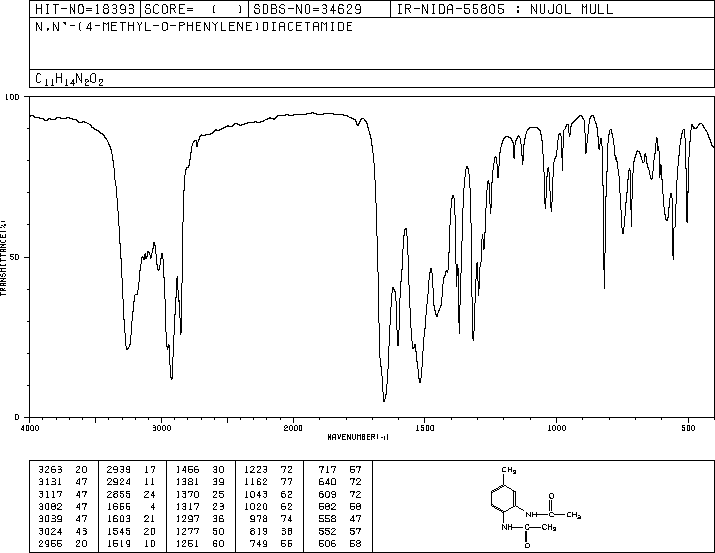 HIT-NO=18393 SCORE= ( ) SDBS-NO=34629 IR-NIDA-55805 : NUJOL MULL
N,N'-(4-METHYL-O-PHENYLENE)DIACETAMIDE
C11H14N2O2
100
50
0
TRANSMITTANCE(%)
4000 3000 2000 1500 1000 500
WAVENUMBER(-1)
3263 20 2939 17 1456 30 1223 72 717 57
3131 47 2924 11 1381 39 1162 77 640 72
3117 47 2855 24 1370 25 1043 62 609 72
3082 47 1656 4 1317 23 1020 62 582 58
3039 47 1603 21 1297 36 978 74 558 47
3024 43 1545 20 1277 50 819 38 552 57
2955 20 1519 10 1251 60 749 55 506 58
CH3
O
NH C CH3
NH C CH3
O